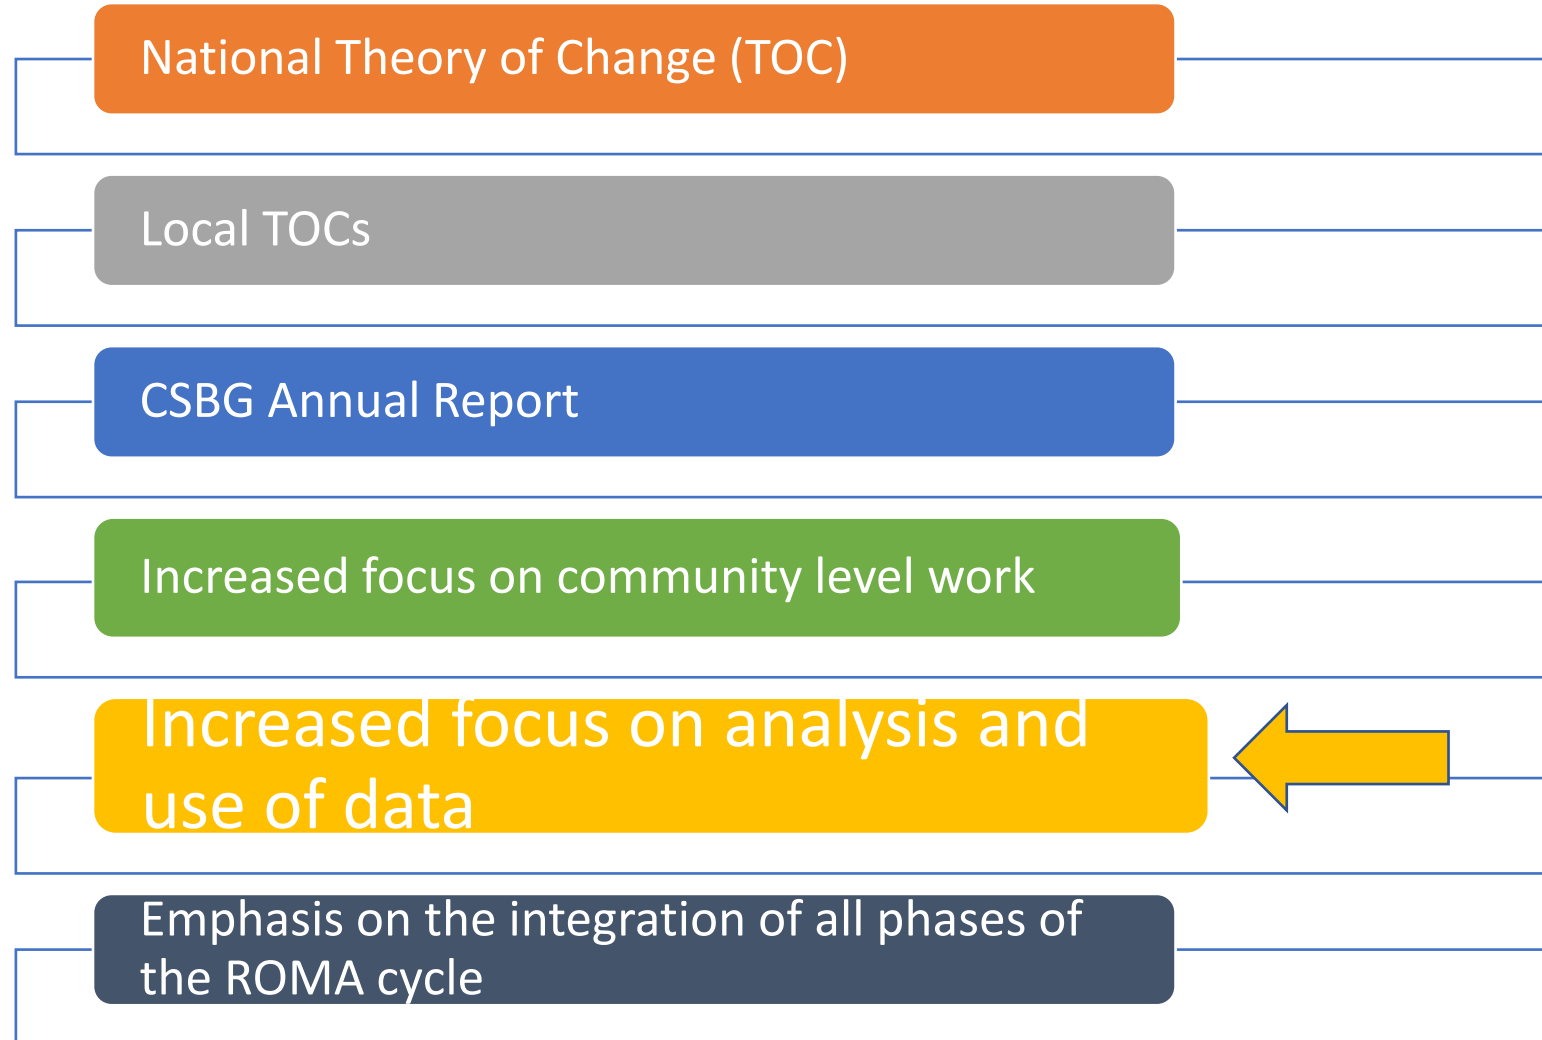 National Theory of Change (TOC)
Local TOCs
CSBG Annual Report
Increased focus on community level work
Increased focus on analysis and
use of data
Emphasis on the integration of all phases of
the ROMA cycle